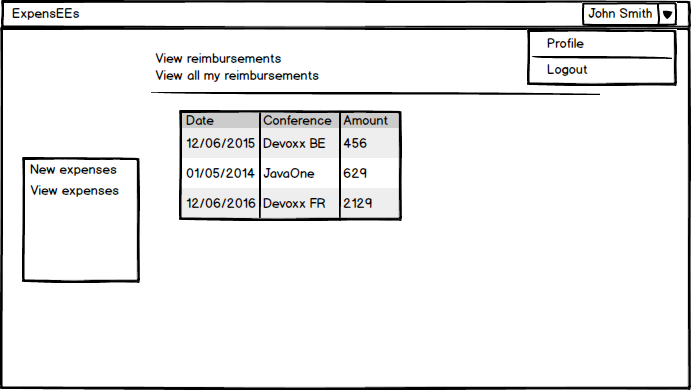 ExpensEEs
John Smith
Profile
Logout
View reimbursements
View all my reimbursements
Date Conference Amount
12/06/2015 Devoxx BE 456
01/05/2014 JavaOne 629
12/06/2016 Devoxx FR 2129
New expenses
View expenses